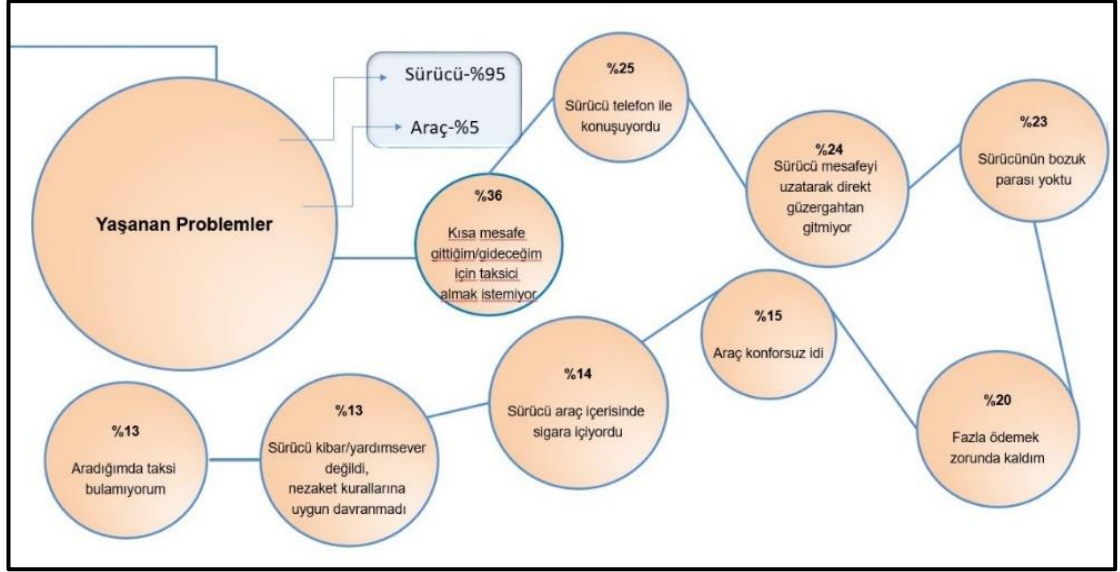 Yaşanan Problemler
Sürücü-%95
Araç-%5
%36
Kısa mesafe
gittiğim/gideceğim
için taksici
almak istemiyor
%25
Sürücü telefon ile
konuşuyordu
%24
Sürücü mesafeyi
uzatarak direkt
güzergahtan
gitmiyor
%23
Sürücünün bozuk
parası yoktu
%20
Fazla ödemek
zorunda kaldım
%15
Araç konforsuz idi
%14
Sürücü araç içerisinde
sigara içiyordu
%13
Sürücü kibar/yardımsever
değildi,
nezaket kurallarına
uygun davranmadı
%13
Aradığımda taksi
bulamıyorum